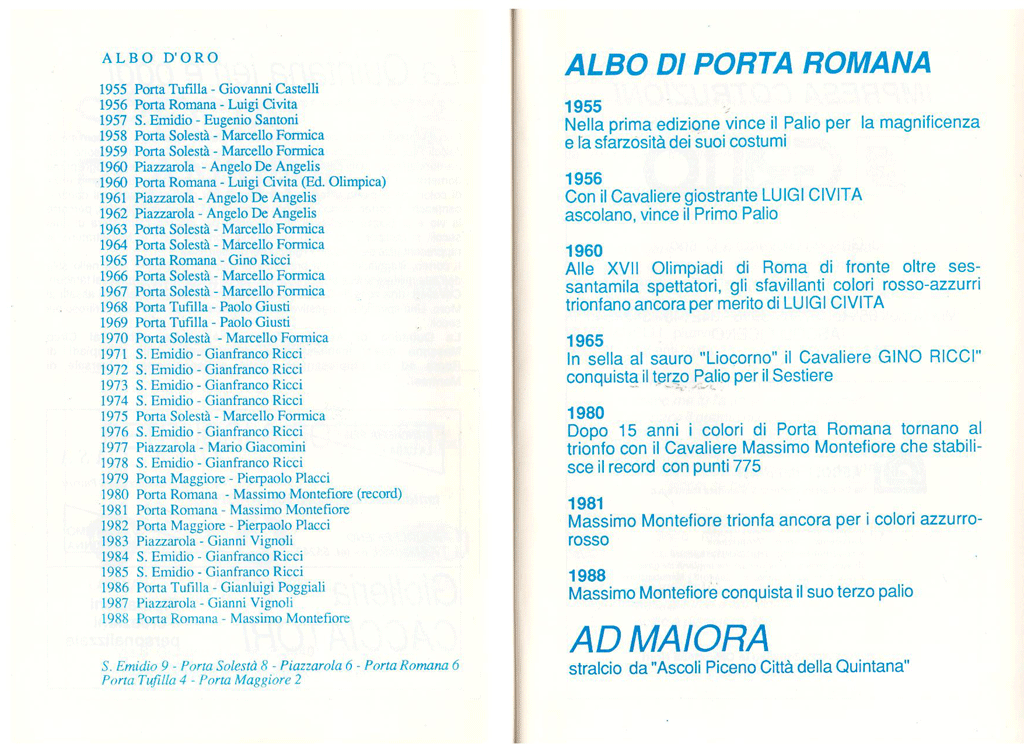 ALBO D'ORO
1955 Porta Tufilla - Giovanni Castelli
1956 Porta Romana - Luigi Civita
1957 S. Emidio - Eugenio Santoni
1958 Porta Solestà - Marcello Formica
1959 Porta Solestà - Marcello Formica
1960 Piazzarola - Angelo De Angelis
1960 Porta Romana - Luigi Civita (Ed. Olimpica)
1961 Piazzarola - Angelo De Angelis
1962 Piazzarola - Angelo De Angelis
1963 Porta Solestà - Marcello Formica
1964 Porta Solestà - Marcello Formica
1965 Porta Romana - Gino Ricci
1966 Porta Solestà - Marcello Formica
1967 Porta Solestà - Marcello Formica
1968 Porta Tufilla - Paolo Giusti
1969 Porta Tufilla - Paolo Giusti
1970 Porta Solestà - Marcello Formica
1971 S. Emidio - Gianfranco Ricci
1972 S. Emidio - Gianfranco Ricci
1973 S. Emidio - Gianfranco Ricci
1974 S. Emidio - Gianfranco Ricci
1975 Porta Solestà - Marcello Formica
1976 S. Emidio - Gianfranco Ricci
1977 Piazzarola - Mario Giacomini
1978 S. Emidio - Gianfranco Ricci
1979 Porta Maggiore - Pierpaolo Placci
1980 Porta Romana - Massimo Montefiore (record)
1981 Porta Romana - Massimo Montefiore
1982 Porta Maggiore - Pierpaolo Placci
1983 Piazzarola - Gianni Vignoli
1984 S. Emidio - Gianfranco Ricci
1985 S. Emidio - Gianfranco Ricci
1986 Porta Tufilla - Gianluigi Poggiali
1987 Piazzarola - Gianni Vignoli
1988 Porta Romana - Massimo Montefiore
S. Emidio 9 - Porta Solestà 8 - Piazzarola 6 - Porta Romana 6
Porta Tufilla 4 - Porta Maggiore 2
ALBO DI PORTA ROMANA
1955
Nella prima edizione vince il Palio per la magnificenza
e la sfarzosità dei suoi costumi
1956
Con il Cavaliere giostrante LUIGI CIVITA
ascolano, vince il Primo Palio
1960
Alle XVII Olimpiadi di Roma di fronte oltre ses-
santamila spettatori, gli sfavillanti colori rosso-azzurri
trionfano ancora per merito di LUIGI CIVITA
1965
In sella al sauro "Liocorno" il Cavaliere GINO RICCI"
conquista il terzo Palio per il Sestiere
1980
Dopo 15 anni i colori di Porta Romana tornano al
trionfo con il Cavaliere Massimo Montefiore che stabili-
sce il record con punti 775
1981
Massimo Montefiore trionfa ancora per i colori azzurro-
rosso
1988
Massimo Montefiore conquista il suo terzo palio
AD MAIORA
stralcio da "Ascoli Piceno Città della Quintana"